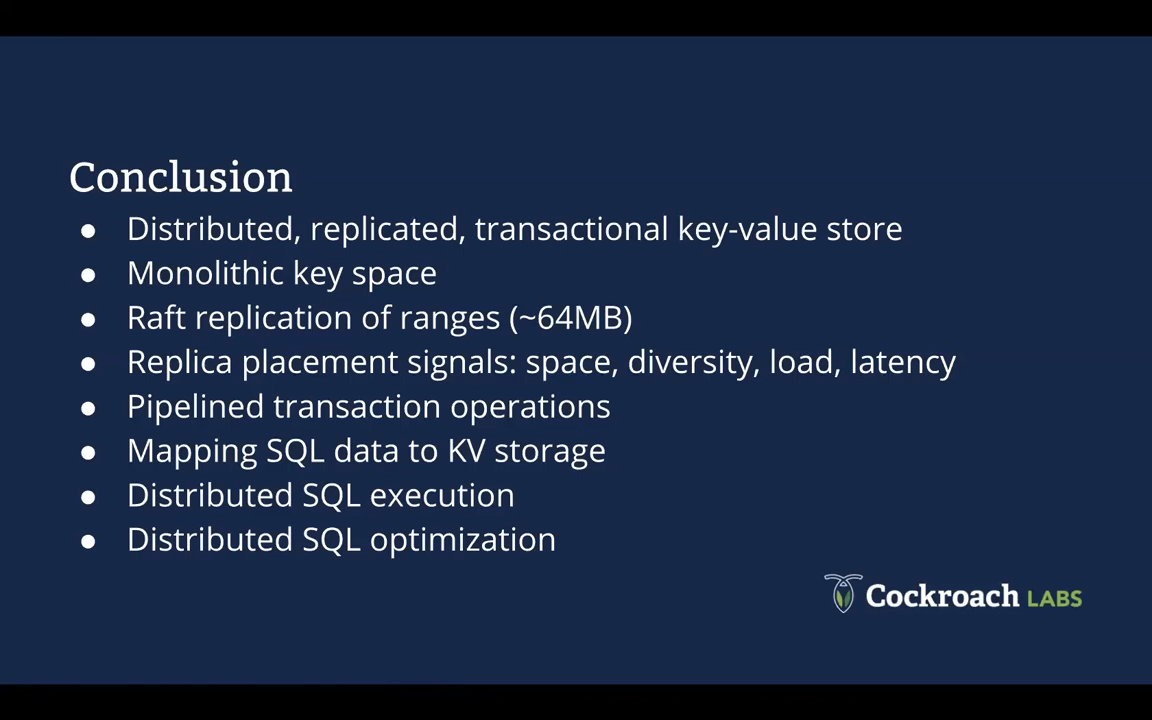 Conclusion
● Distributed, replicated, transactional key-value store
● Monolithic key space
● Raft replication of ranges (~64MB)
● Replica placement signals: space, diversity, load, latency
● Pipelined transaction operations
● Mapping SQL data to KV storage
● Distributed SQL execution
● Distributed SQL optimization
Cockroach LABS